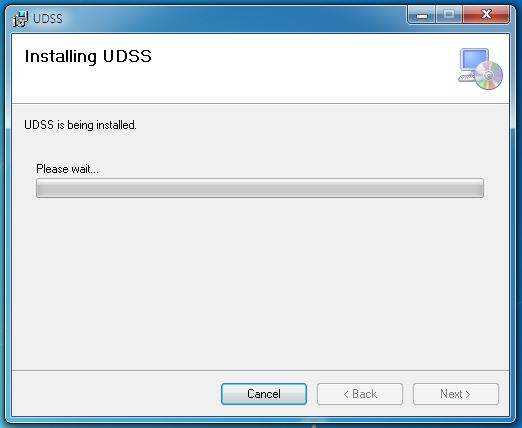 UDSS
Installing UDSS
UDSS is being installed.
Please wait...
Cancel
< Back
Next >